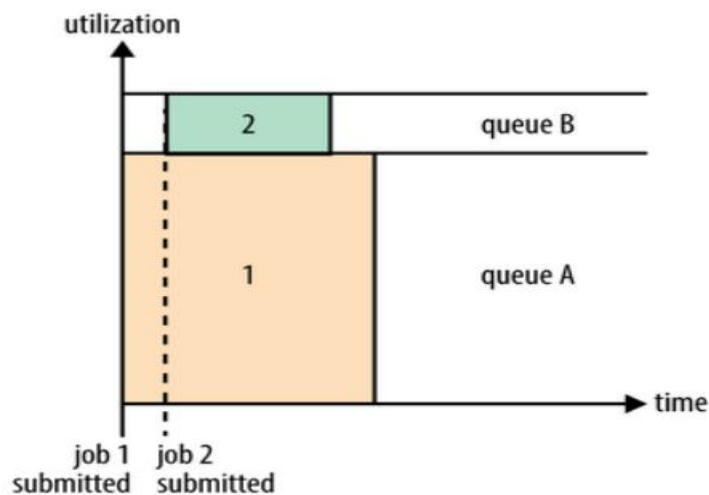 utilization
2
queue B
1
queue A
time
job 1
submitted
job 2
submitted